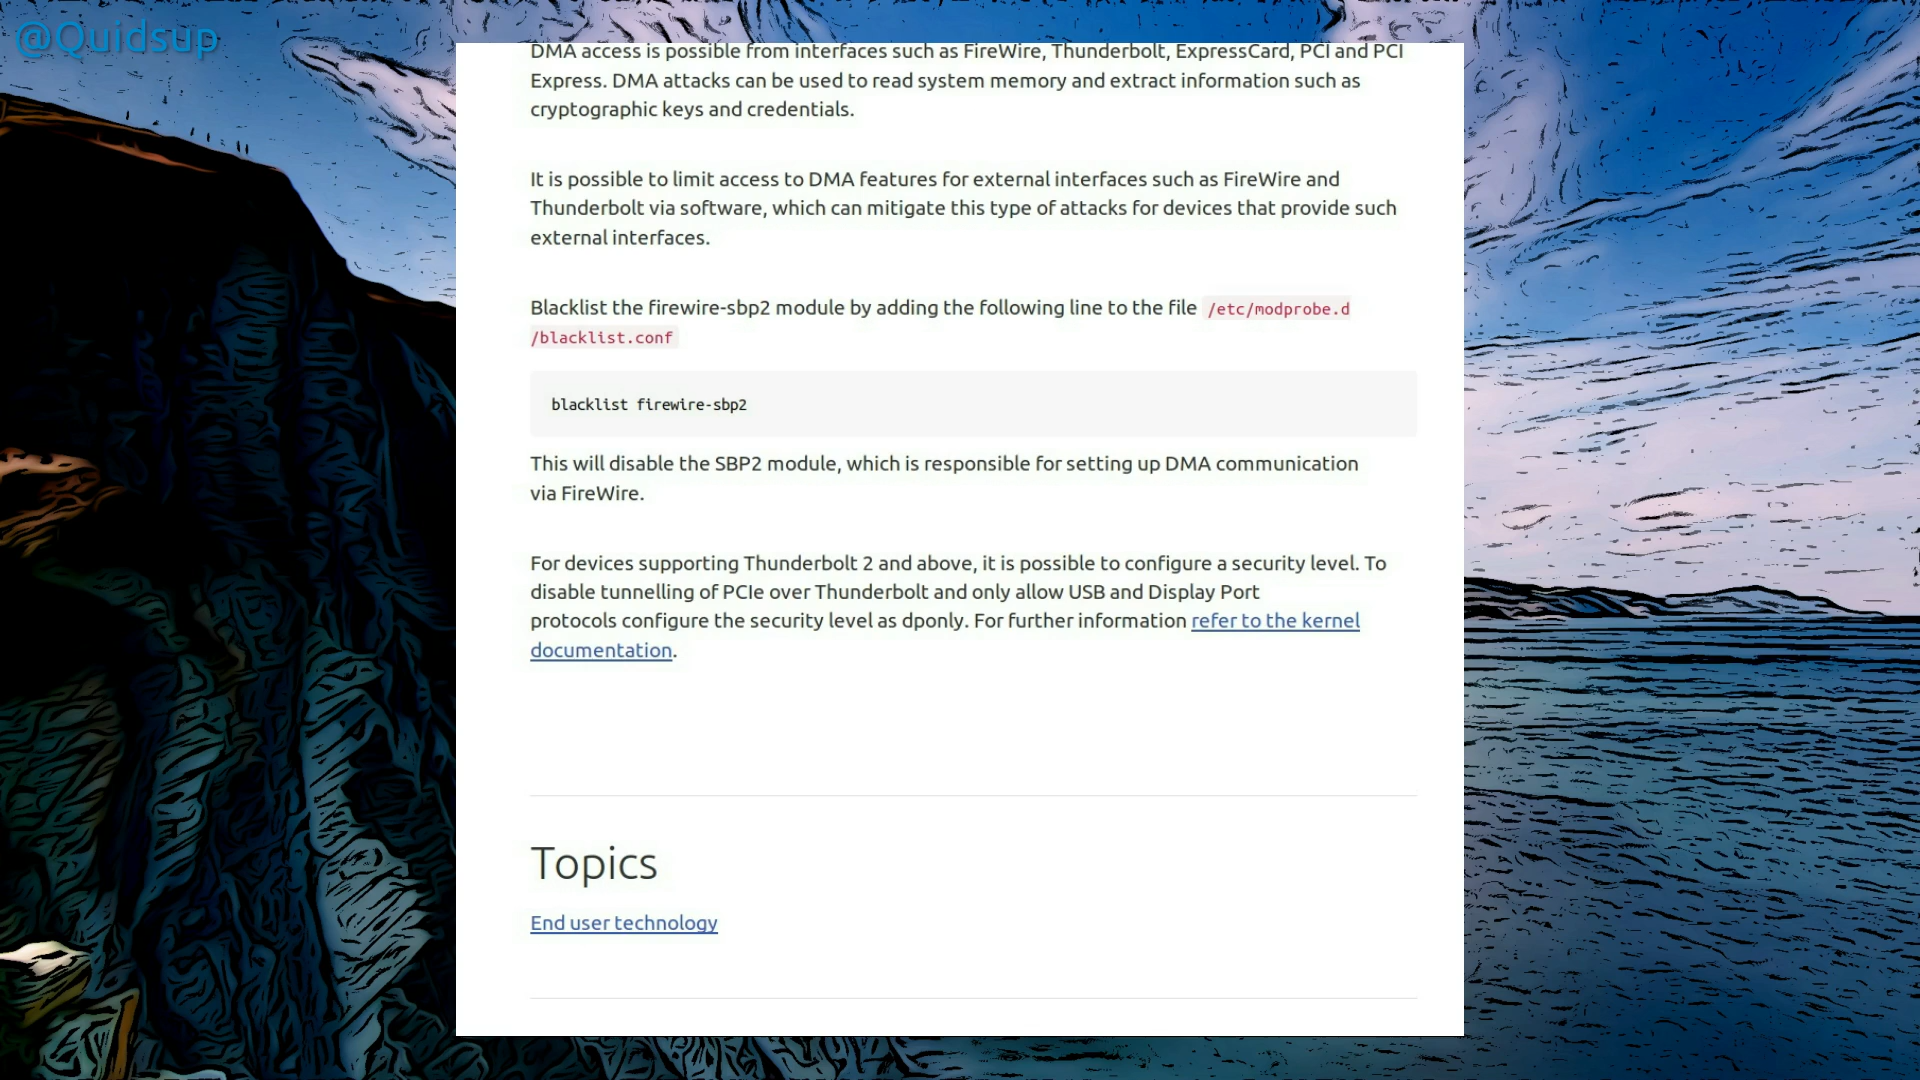 @Quidsup
DMA access is possible from interfaces such as FireWire, Thunderbolt, ExpressCard, PCI and PCI
Express. DMA attacks can be used to read system memory and extract information such as
cryptographic keys and credentials.
It is possible to limit access to DMA features for external interfaces such as FireWire and
Thunderbolt via software, which can mitigate this type of attacks for devices that provide such
external interfaces.
Blacklist the firewire-sbp2 module by adding the following line to the file /etc/modprobe.d
/blacklist.conf
blacklist firewire-sbp2
This will disable the SBP2 module, which is responsible for setting up DMA communication
via FireWire.
For devices supporting Thunderbolt 2 and above, it is possible to configure a security level. To
disable tunnelling of PCIe over Thunderbolt and only allow USB and Display Port
protocols configure the security level as dponly. For further information refer to the kernel
documentation.
Topics
End user technology